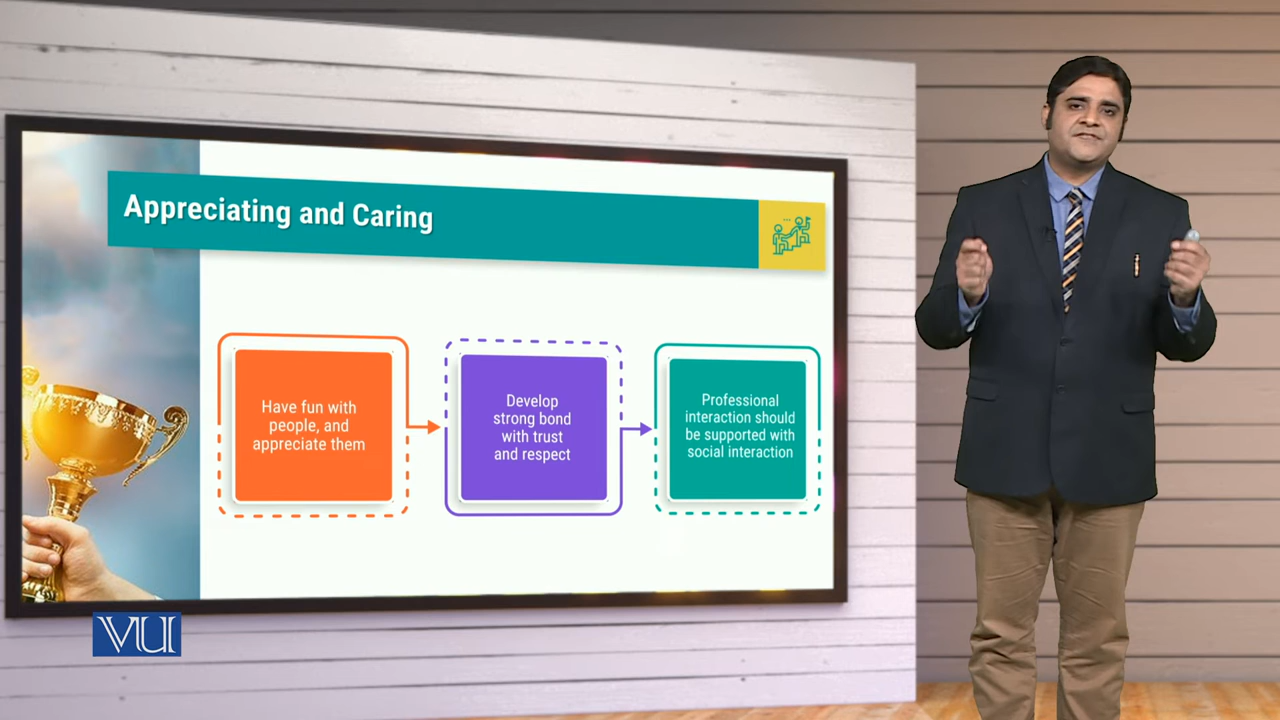 Appreciating and Caring
Have fun with
people, and
appreciate them
Develop
strong bond
with trust
and respect
Professional
interaction should
be supported with
social interaction
VU